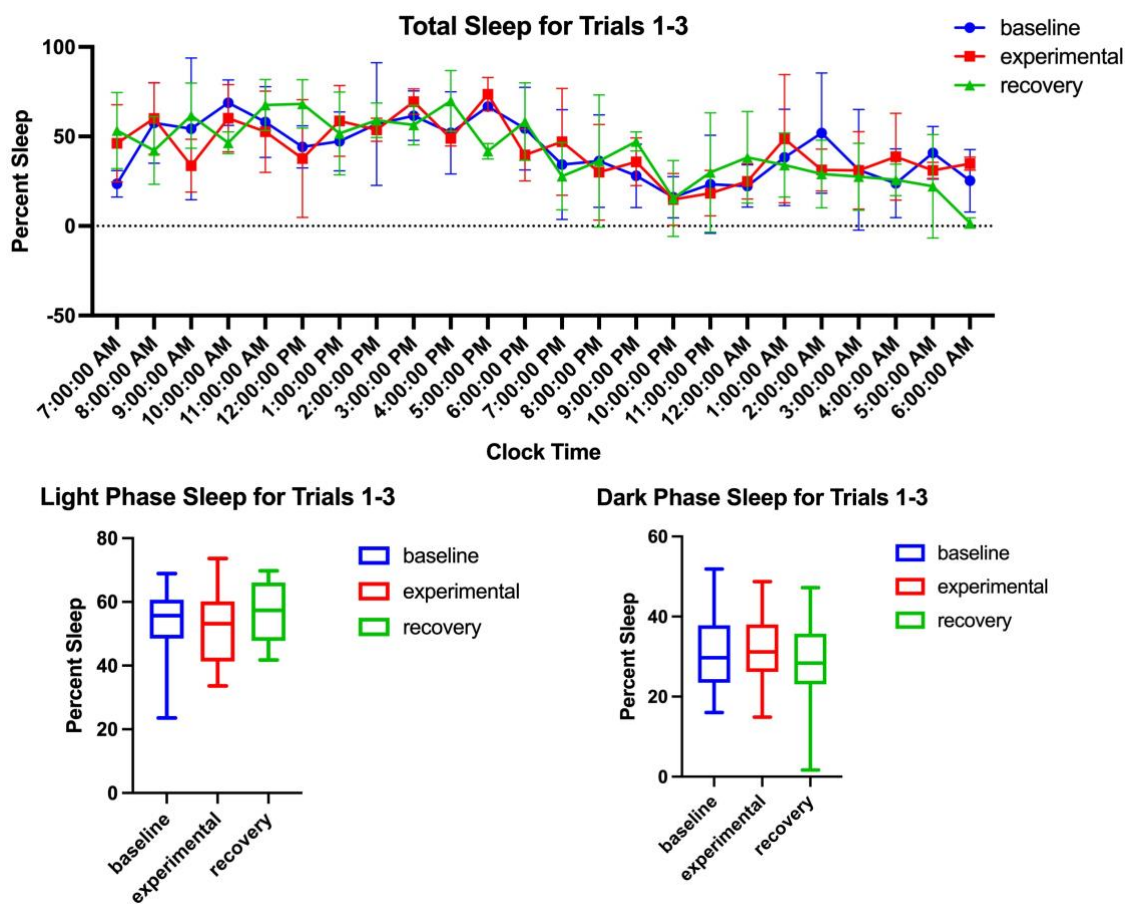 Total Sleep for Trials 1-3
baseline
experimental
recovery
Percent Sleep
100
50
0
-50
7:00:00 AM
8:00:00 AM
9:00:00 AM
10:00:00 AM
11:00:00 AM
12:00:00 PM
1:00:00 PM
2:00:00 PM
3:00:00 PM
4:00:00 PM
5:00:00 PM
6:00:00 PM
7:00:00 PM
8:00:00 PM
9:00:00 PM
10:00:00 PM
11:00:00 PM
12:00:00 AM
1:00:00 AM
2:00:00 AM
3:00:00 AM
4:00:00 AM
5:00:00 AM
6:00:00 AM
Clock Time
Light Phase Sleep for Trials 1-3
Percent Sleep
80
60
40
20
0
baseline
experimental
recovery
baseline
experimental
recovery
Dark Phase Sleep for Trials 1-3
Percent Sleep
60
40
20
0
baseline
experimental
recovery
baseline
experimental
recovery